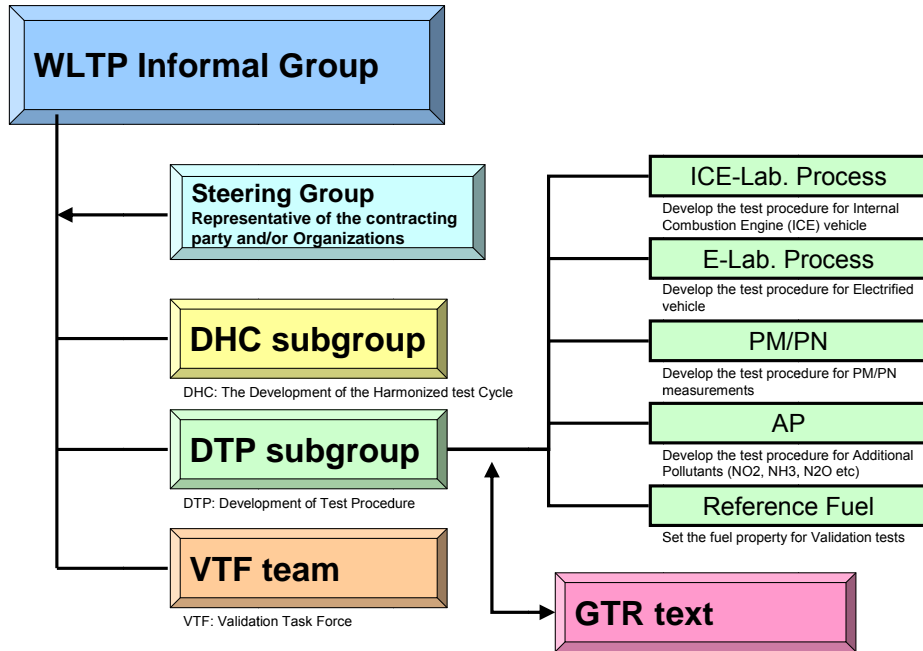 WLTP Informal Group
Steering Group
Representative of the contracting
party and/or Organizations
DHC subgroup
DHC: The Development of the Harmonized test Cycle
DTP subgroup
DTP: Development of Test Procedure
VTF team
VTF: Validation Task Force
ICE-Lab. Process
Develop the test procedure for Internal
Combustion Engine (ICE) vehicle
E-Lab. Process
Develop the test procedure for Electrified
vehicle
PM/PN
Develop the test procedure for PM/PN
measurements
AP
Develop the test procedure for Additional
Pollutants (NO2, NH3, N2O etc)
Reference Fuel
Set the fuel property for Validation tests
GTR text